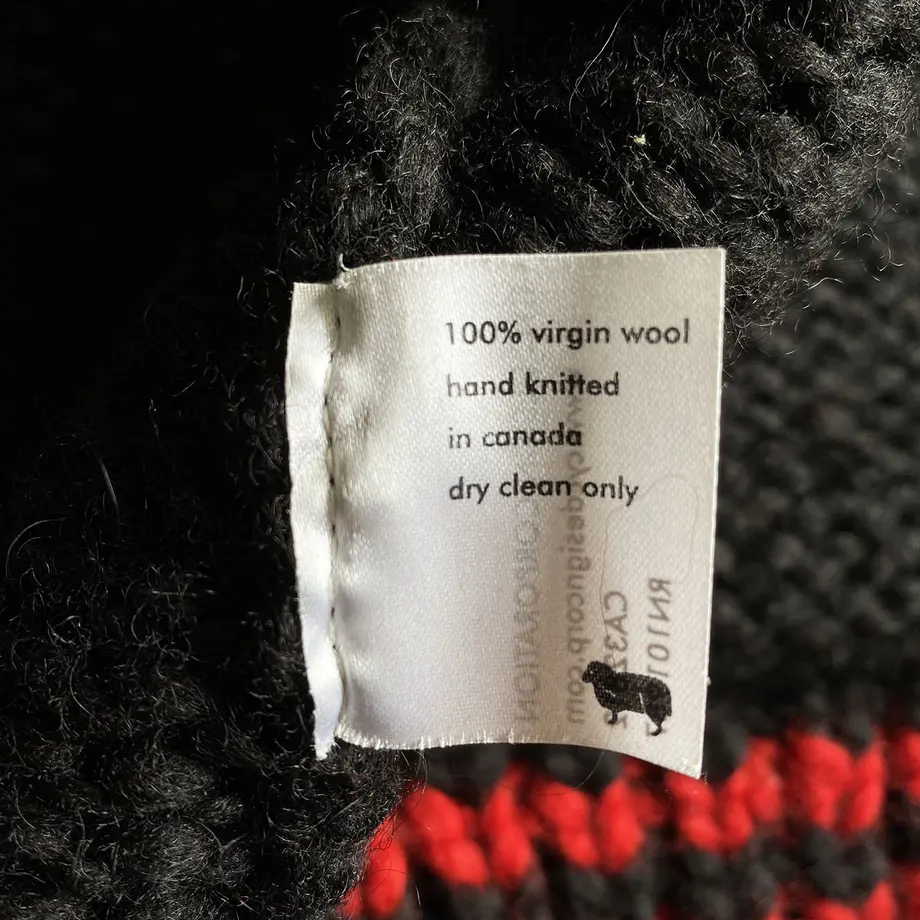 100% virgin wool
hand knitted
in canada
dry clean only